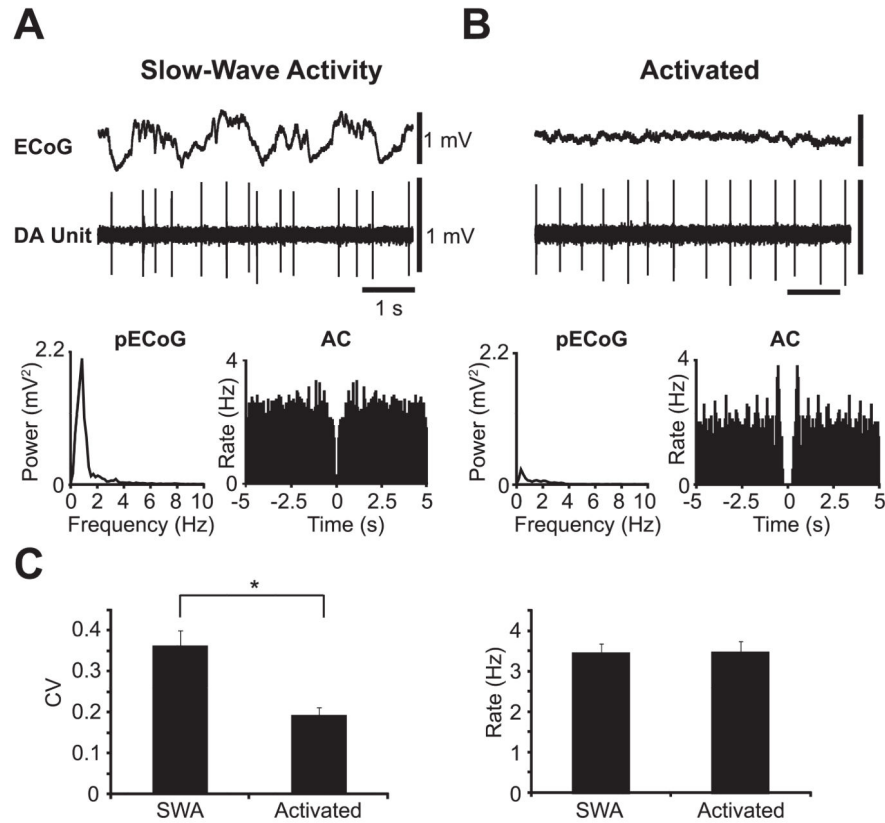 A
B
Slow-Wave Activity
Activated
ECoG
1 mV
DA Unit
1 mV
1 s
pECoG
2.2
Power (mV²)
0
0 2 4 6 8 10
Frequency (Hz)
AC
4
Rate (Hz)
0
-5 -2.5 0 2.5 5
Time (s)
pECoG
2.2
Power (mV²)
0
0 2 4 6 8 10
Frequency (Hz)
AC
4
Rate (Hz)
0
-5 -2.5 0 2.5 5
Time (s)
C
*
0.4
0.3
0.2
0.1
0
CV
SWA Activated
4
3
2
1
0
Rate (Hz)
SWA Activated